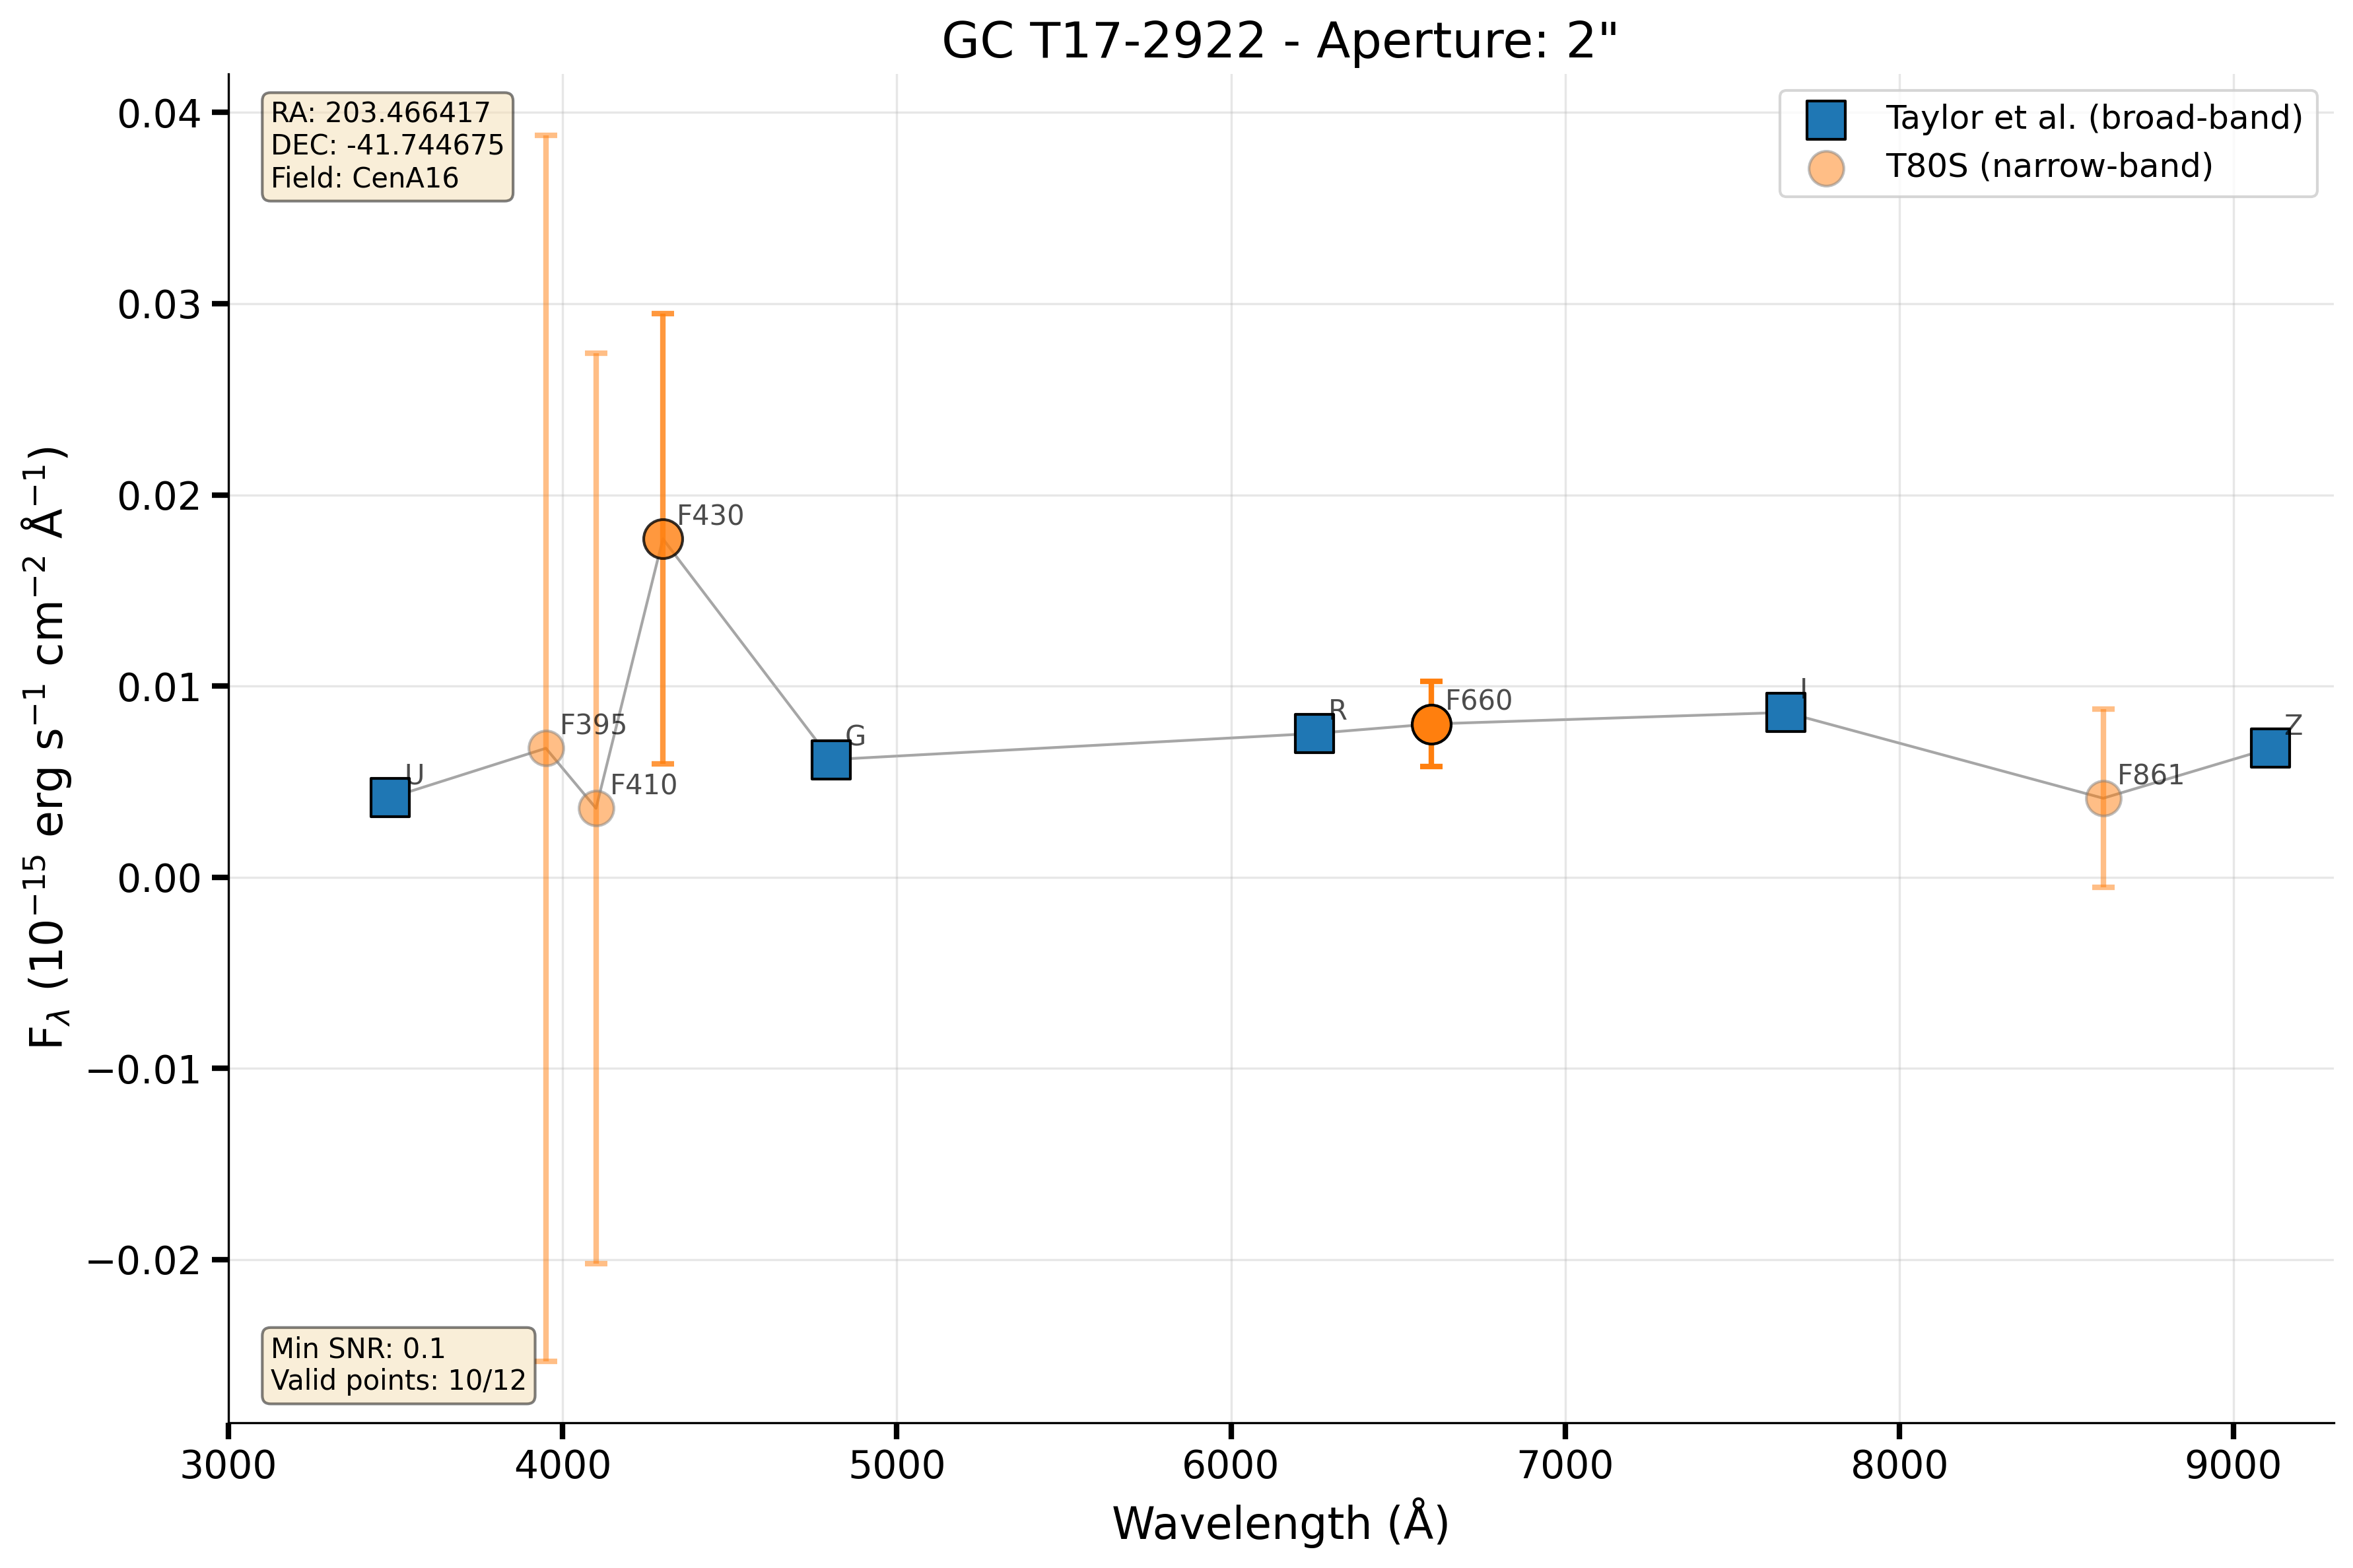 GC T17-2922 - Aperture: 2"
RA: 203.466417
DEC: -41.744675
Field: CenA16
Taylor et al. (broad-band)
T80S (narrow-band)
0.04
0.03
0.02
0.01
0.00
−0.01
−0.02
F_λ (10⁻¹⁵ erg s⁻¹ cm⁻² Å⁻¹)
U
F395
F410
F430
G
R
F660
I
F861
Z
Min SNR: 0.1
Valid points: 10/12
3000 4000 5000 6000 7000 8000 9000
Wavelength (Å)